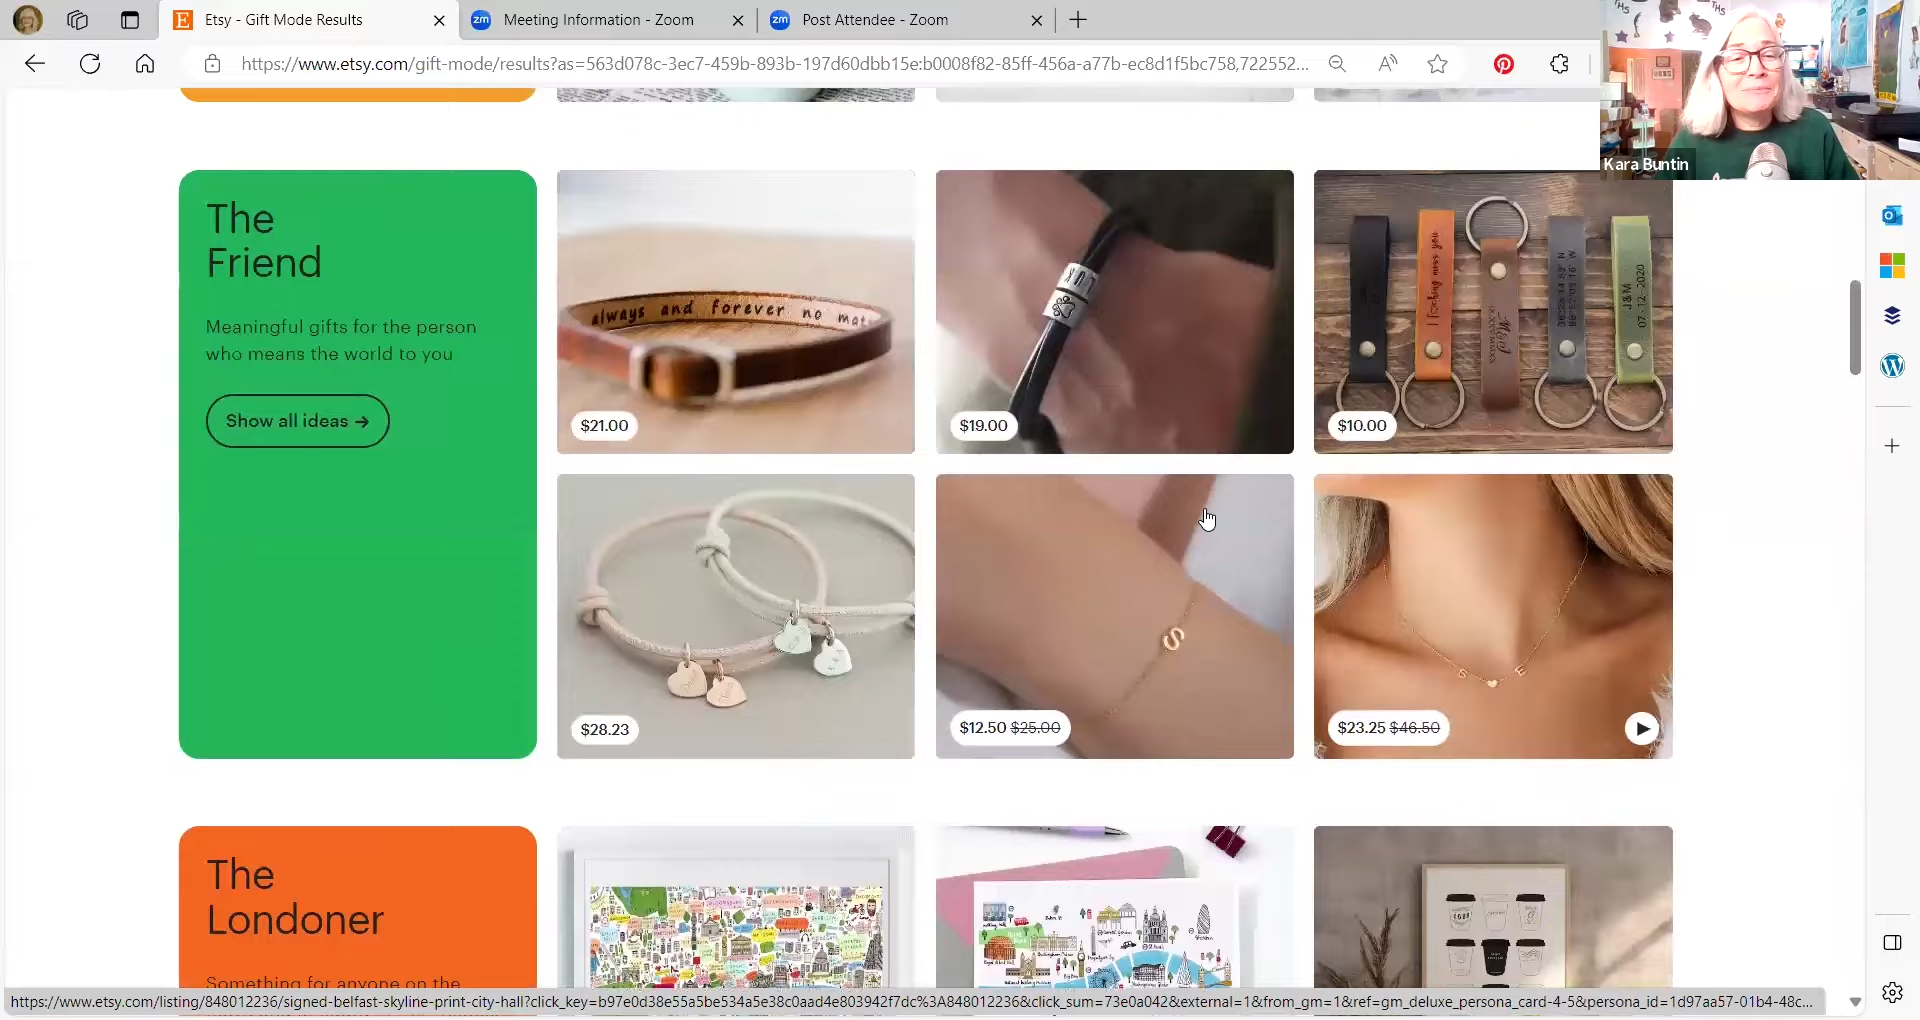 Etsy - Gift Mode Results
zm Meeting Information - Zoom
zm Post Attendee - Zoom
https://www.etsy.com/gift-mode/results?as=563d078c-3ec7-459b-893b-197d60dbb15e:b0008f82-85ff-456a-a77b-ec8d1f5bc758,722552...
Kara Buntin
The
Friend
Meaningful gifts for the person
who means the world to you
Show all ideas →
always and forever no mat
$21.00
$19.00
J&M
07-12-2020
$10.00
$28.23
S
$12.50 $25.00
S E
$23.25 $46.50
The
Londoner
Something for anyone on the
https://www.etsy.com/listing/848012236/signed-belfast-skyline-print-city-hall?click_key=b97e0d38e55a5be534a5e38c0aad4e803942f7dc%3A848012236&click_sum=73e0a042&external=1&from_gm=1&ref=gm_deluxe_persona_card-4-5&persona_id=1d97aa57-01b4-48c...